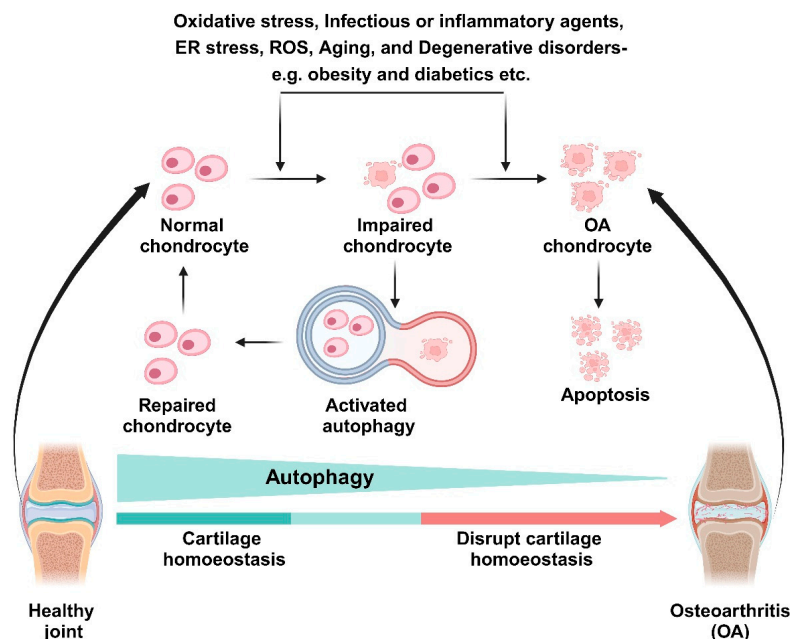 Oxidative stress, Infectious or inflammatory agents,
ER stress, ROS, Aging, and Degenerative disorders-
e.g. obesity and diabetics etc.
Normal
chondrocyte
Impaired
chondrocyte
OA
chondrocyte
Repaired
chondrocyte
Activated
autophagy
Apoptosis
Autophagy
Cartilage
homoeostasis
Disrupt cartilage
homoeostasis
Healthy
joint
Osteoarthritis
(OA)